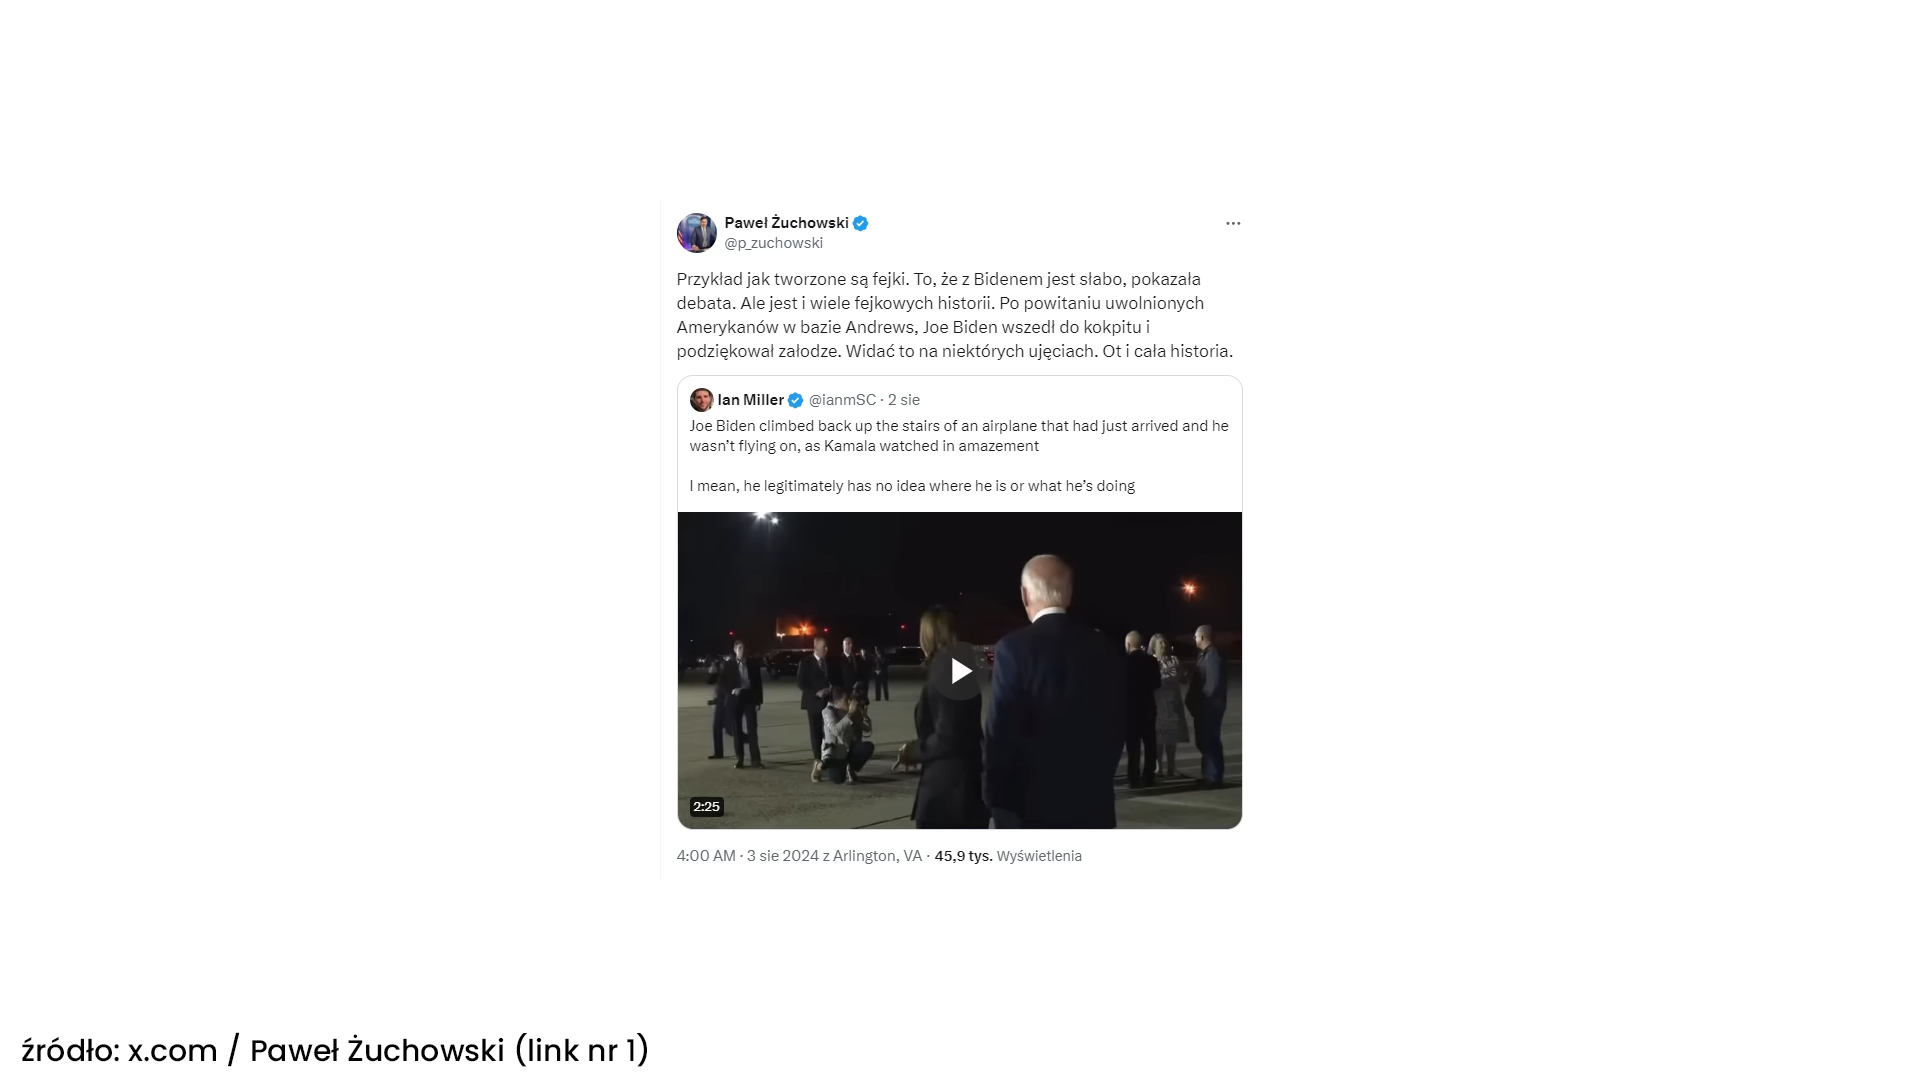 Paweł Żuchowski
@p_zuchowski
Przykład jak tworzone są fejki. To, że z Bidenem jest słabo, pokazała
debata. Ale jest i wiele fejkowych historii. Po powitaniu uwolnionych
Amerykanów w bazie Andrews, Joe Biden wszedł do kokpitu i
podziękował załodze. Widać to na niektórych ujęciach. Ot i cała historia.
Ian Miller @ianmSC · 2 sie
Joe Biden climbed back up the stairs of an airplane that had just arrived and he
wasn’t flying on, as Kamala watched in amazement
I mean, he legitimately has no idea where he is or what he’s doing
2:25
4:00 AM · 3 sie 2024 z Arlington, VA · 45,9 tys. Wyświetlenia
źródło: x.com / Paweł Żuchowski (link nr 1)